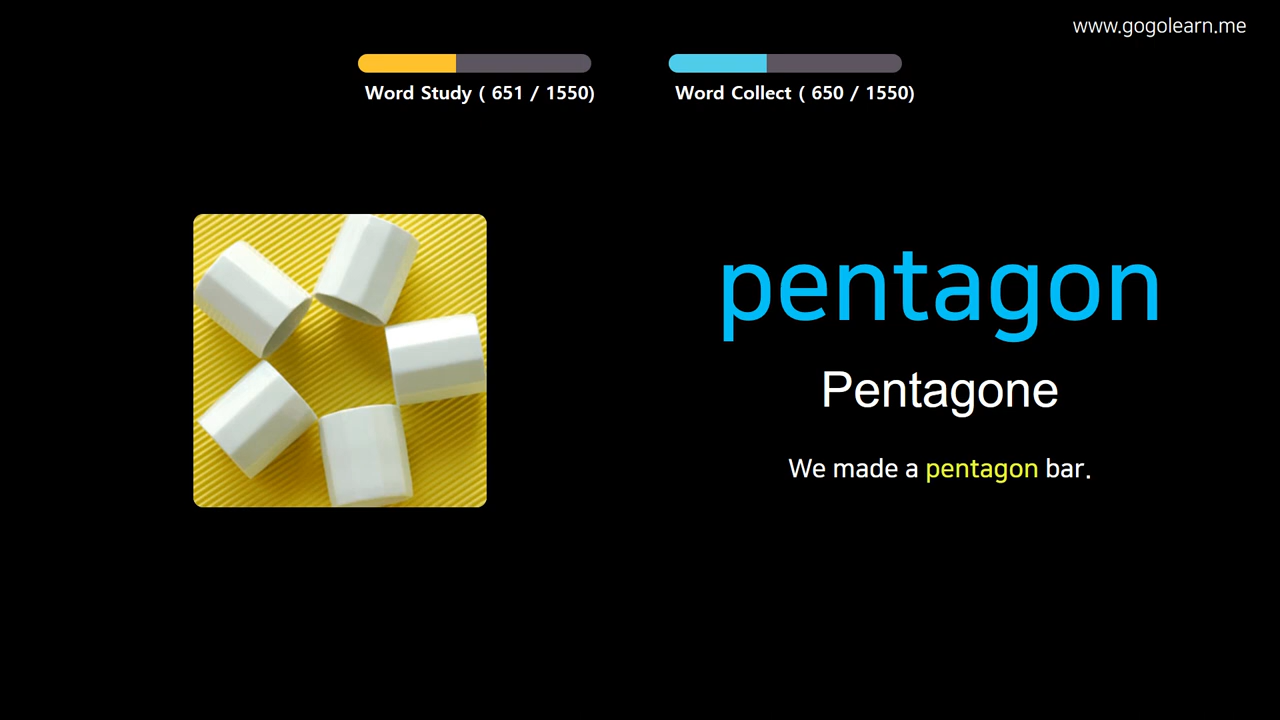 www.gogolearn.me
Word Study ( 651 / 1550)
Word Collect ( 650 / 1550)
pentagon
Pentagone
We made a pentagon bar.